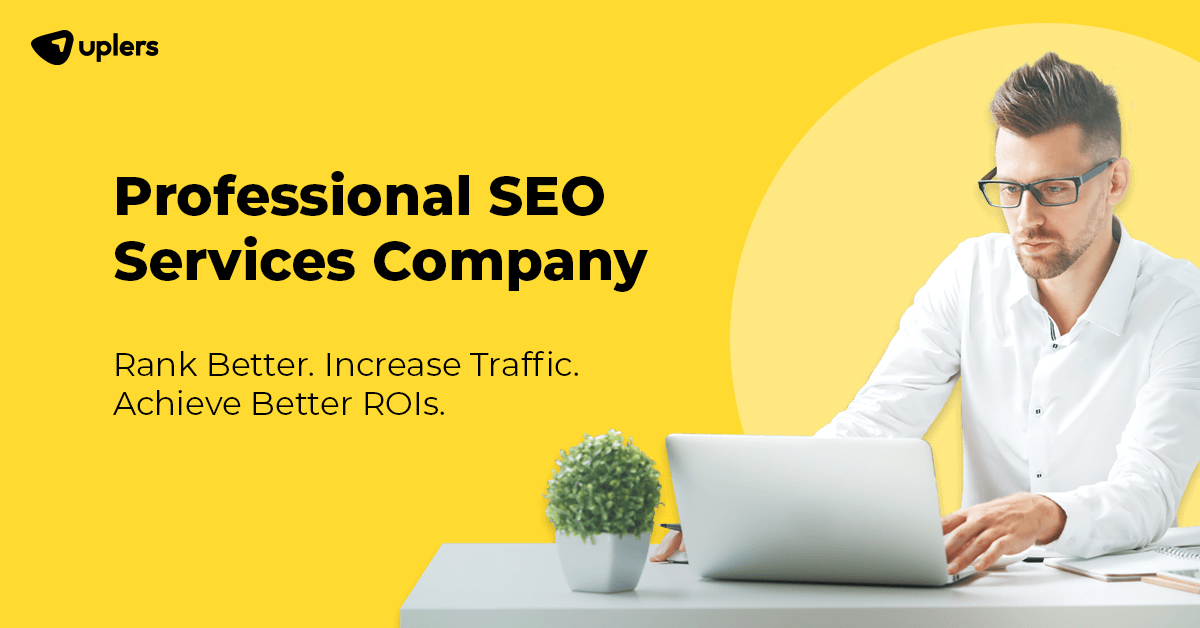 uplers
Professional SEO
Services Company
Rank Better. Increase Traffic.
Achieve Better ROIs.